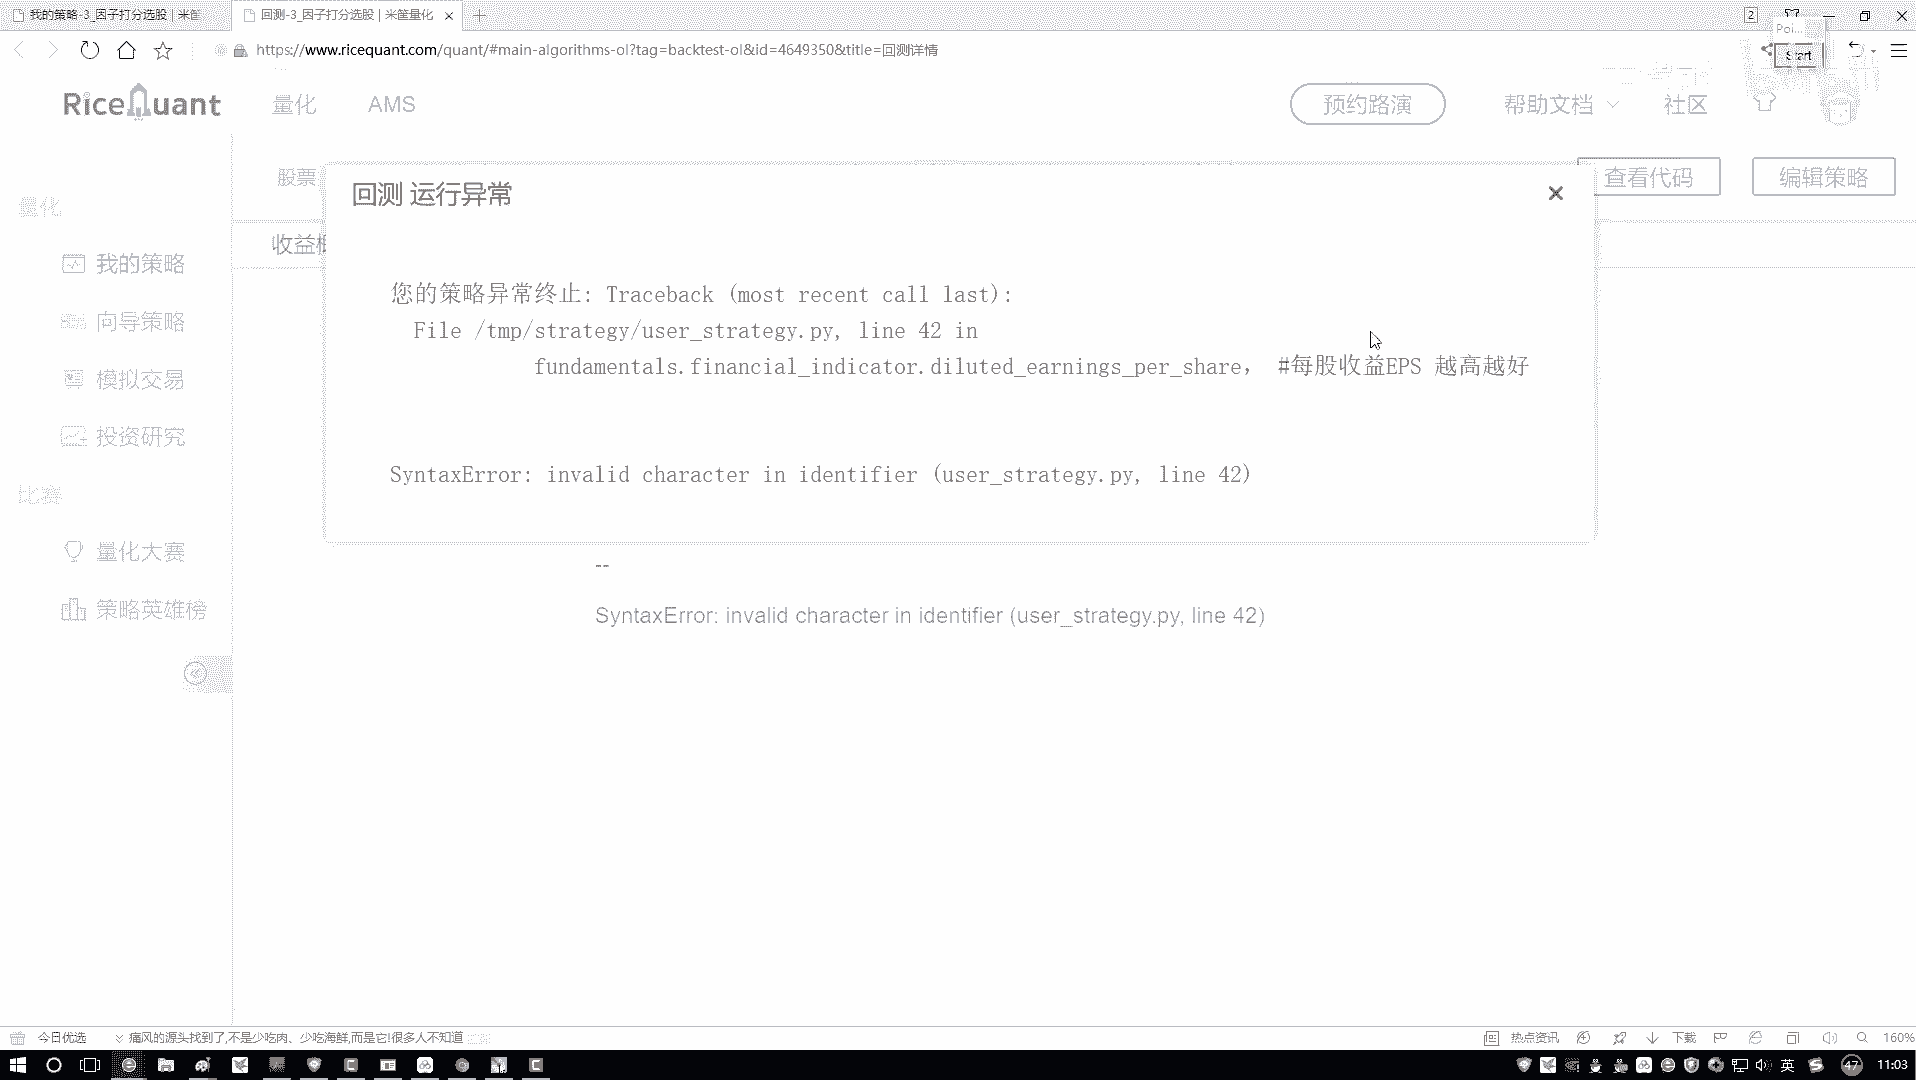 我的策略-3_因子打分选股 | 米筐
回测-3_因子打分选股 | 米筐量化
2
https://www.ricequant.com/quant/#main-algorithms-ol?tag=backtest-ol&id=4649350&title=回测详情
Poi...
Start
RiceQuant
量化
AMS
预约路演
帮助文档
社区
股票
查看代码
编辑策略
回测 运行异常
量化
收益概
我的策略
向导策略
模拟交易
投资研究
比赛
量化大赛
策略英雄榜
您的策略异常终止: Traceback (most recent call last):
File /tmp/strategy/user_strategy.py, line 42 in
fundamentals.financial_indicator.diluted_earnings_per_share， #每股收益EPS 越高越好
SyntaxError: invalid character in identifier (user_strategy.py, line 42)
--
SyntaxError: invalid character in identifier (user_strategy.py, line 42)
今日优选
痛风的源头找到了,不是少吃肉、少吃海鲜,而是它!很多人不知道
热点资讯
下载
160%
英
47
11:03